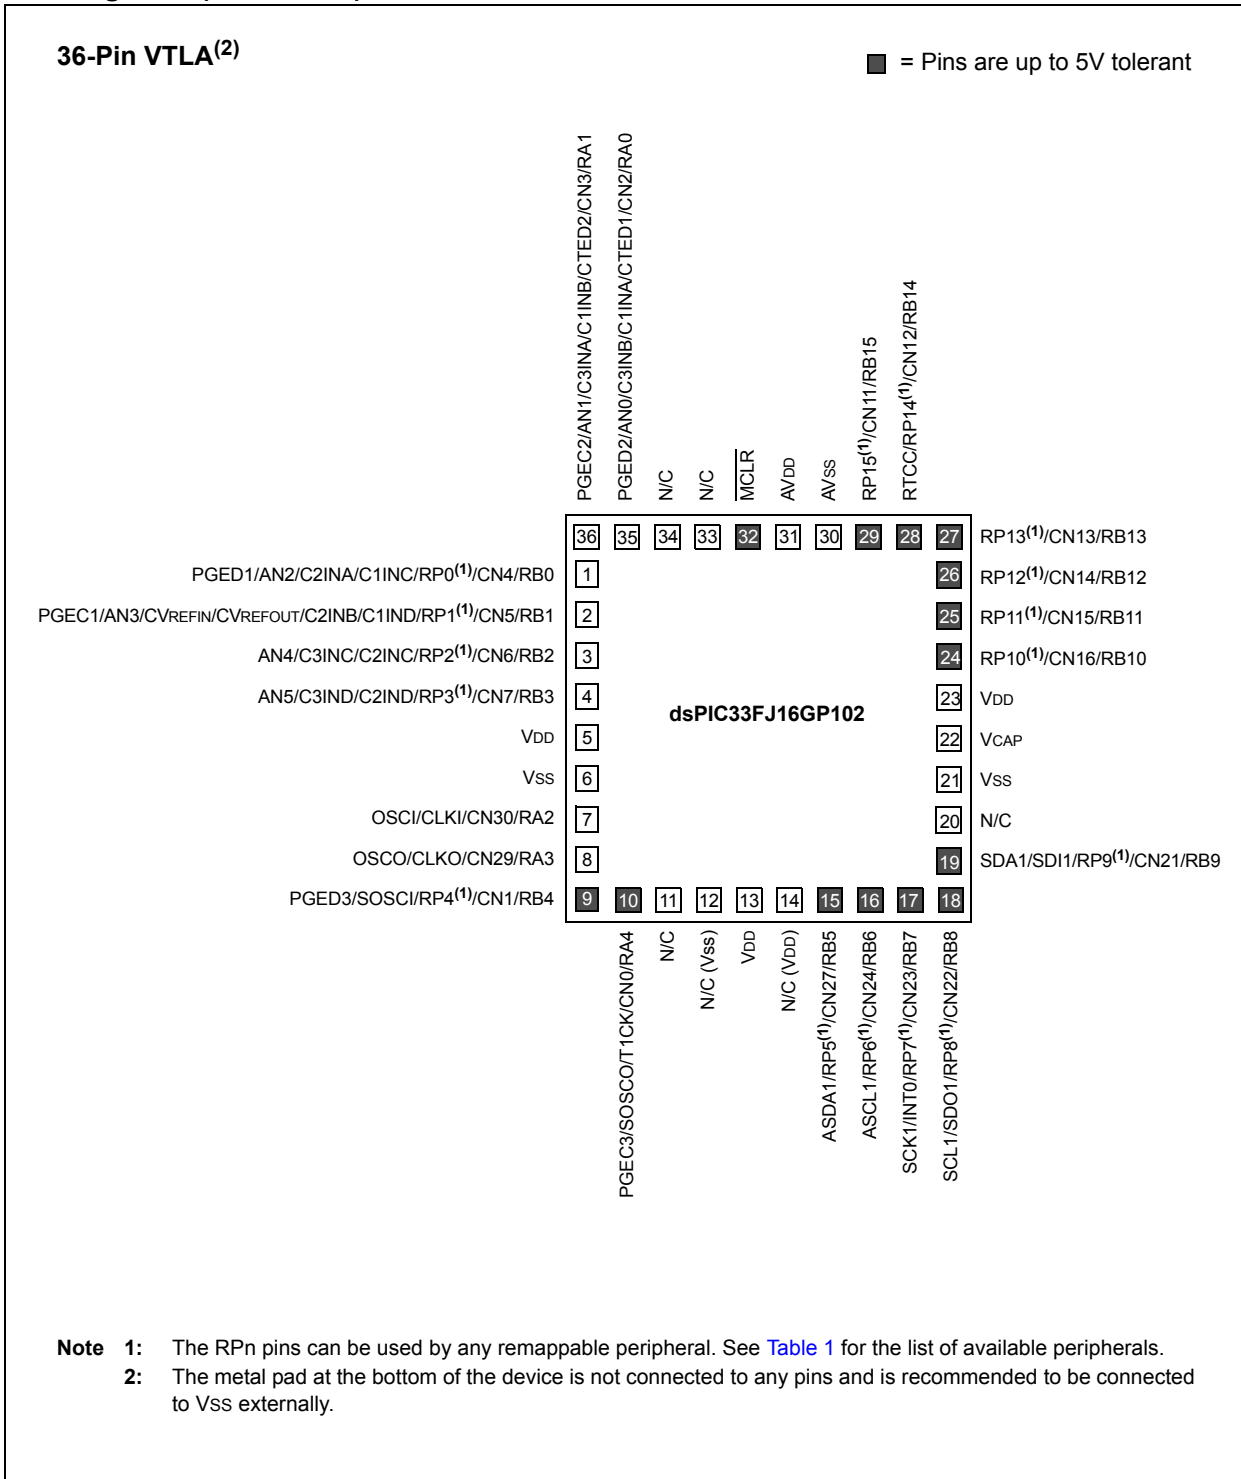 36-Pin VTLA(2)
= Pins are up to 5V tolerant
PGEC2/AN1/C3INA/C1INB/CTED2/CN3/RA1
PGED2/AN0/C3INB/C1INA/CTED1/CN2/RA0
N/C
N/C
MCLR
AVDD
AVSS
RP15(1)/CN11/RB15
RTCC/RP14(1)/CN12/RB14
36 35 34 33 32 31 30 29 28 27 RP13(1)/CN13/RB13
PGED1/AN2/C2INA/C1INC/RP0(1)/CN4/RB0 1 26 RP12(1)/CN14/RB12
PGEC1/AN3/CVREFIN/CVREFOUT/C2INB/C1IND/RP1(1)/CN5/RB1 2 25 RP11(1)/CN15/RB11
AN4/C3INC/C2INC/RP2(1)/CN6/RB2 3 24 RP10(1)/CN16/RB10
AN5/C3IND/C2IND/RP3(1)/CN7/RB3 4 23 VDD
dsPIC33FJ16GP102
VDD 5 22 VCAP
VSS 6 21 VSS
OSCI/CLKI/CN30/RA2 7 20 N/C
OSCO/CLKO/CN29/RA3 8 19 SDA1/SDI1/RP9(1)/CN21/RB9
PGED3/SOSCI/RP4(1)/CN1/RB4 9 10 11 12 13 14 15 16 17 18
PGEC3/SOSCO/T1CK/CN0/RA4
N/C
N/C (Vss)
VDD
N/C (VDD)
ASDA1/RP5(1)/CN27/RB5
ASCL1/RP6(1)/CN24/RB6
SCK1/INT0/RP7(1)/CN23/RB7
SCL1/SDO1/RP8(1)/CN22/RB8
Note 1: The RPn pins can be used by any remappable peripheral. See Table 1 for the list of available peripherals.
2: The metal pad at the bottom of the device is not connected to any pins and is recommended to be connected
to VSS externally.